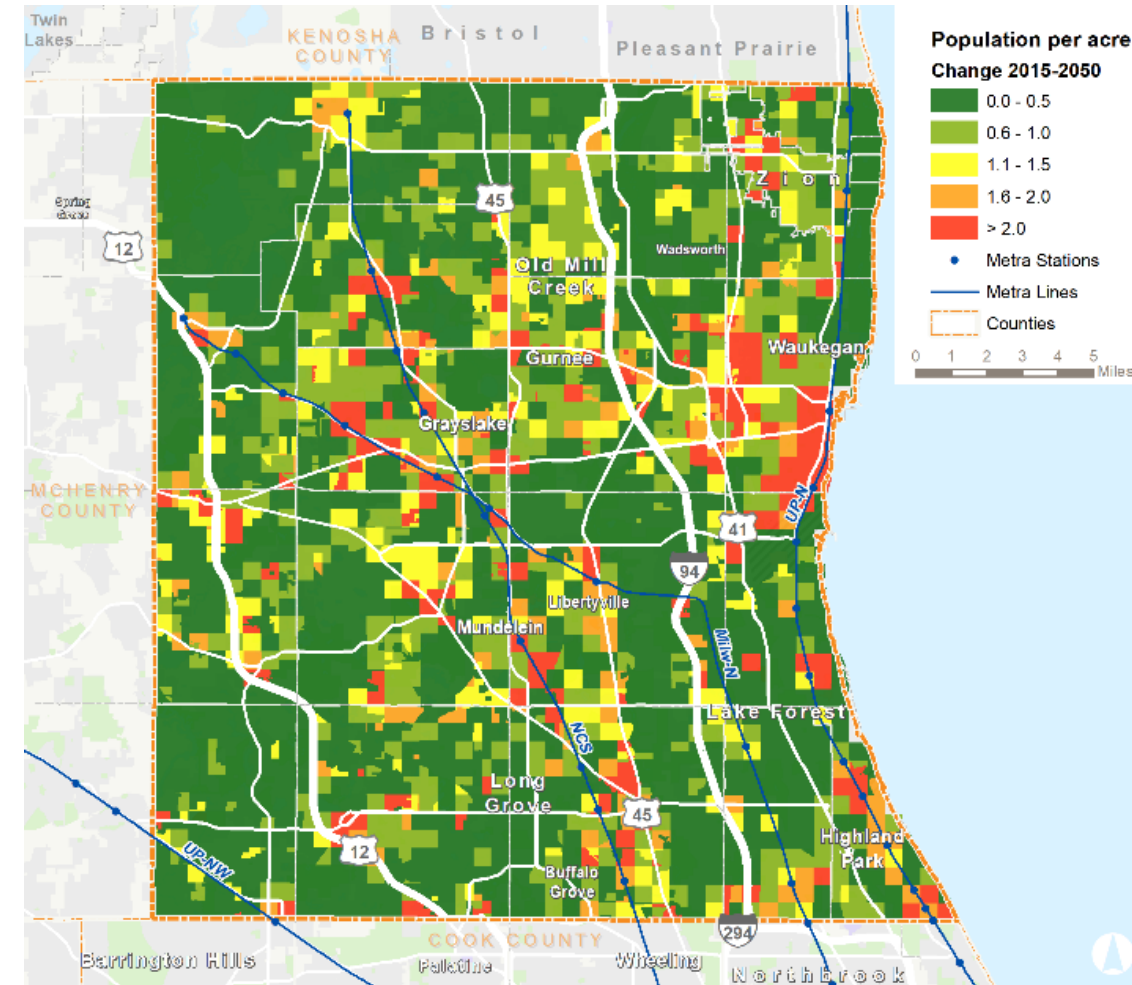 Twin
Lakes
KENOSHA
COUNTY
Bristol
Pleasant Prairie
Population per acre
Change 2015-2050
0.0 - 0.5
0.6 - 1.0
1.1 - 1.5
1.6 - 2.0
> 2.0
Metra Stations
Metra Lines
Counties
0 1 2 3 4 5
Miles
Zion
45
Spring
Grove
12
Wadsworth
Old Mill
Creek
Waukegan
Gurnee
Grayslake
MCHENRY
COUNTY
UP-N
41
94
Libertyville
Mundelein
Milw-N
Lake Forest
NCS
Long
Grove
45
Highland
Park
12
UP-NW
Buffalo
Grove
294
COOK COUNTY
Barrington Hills
Palatine
Wheeling
Northbrook